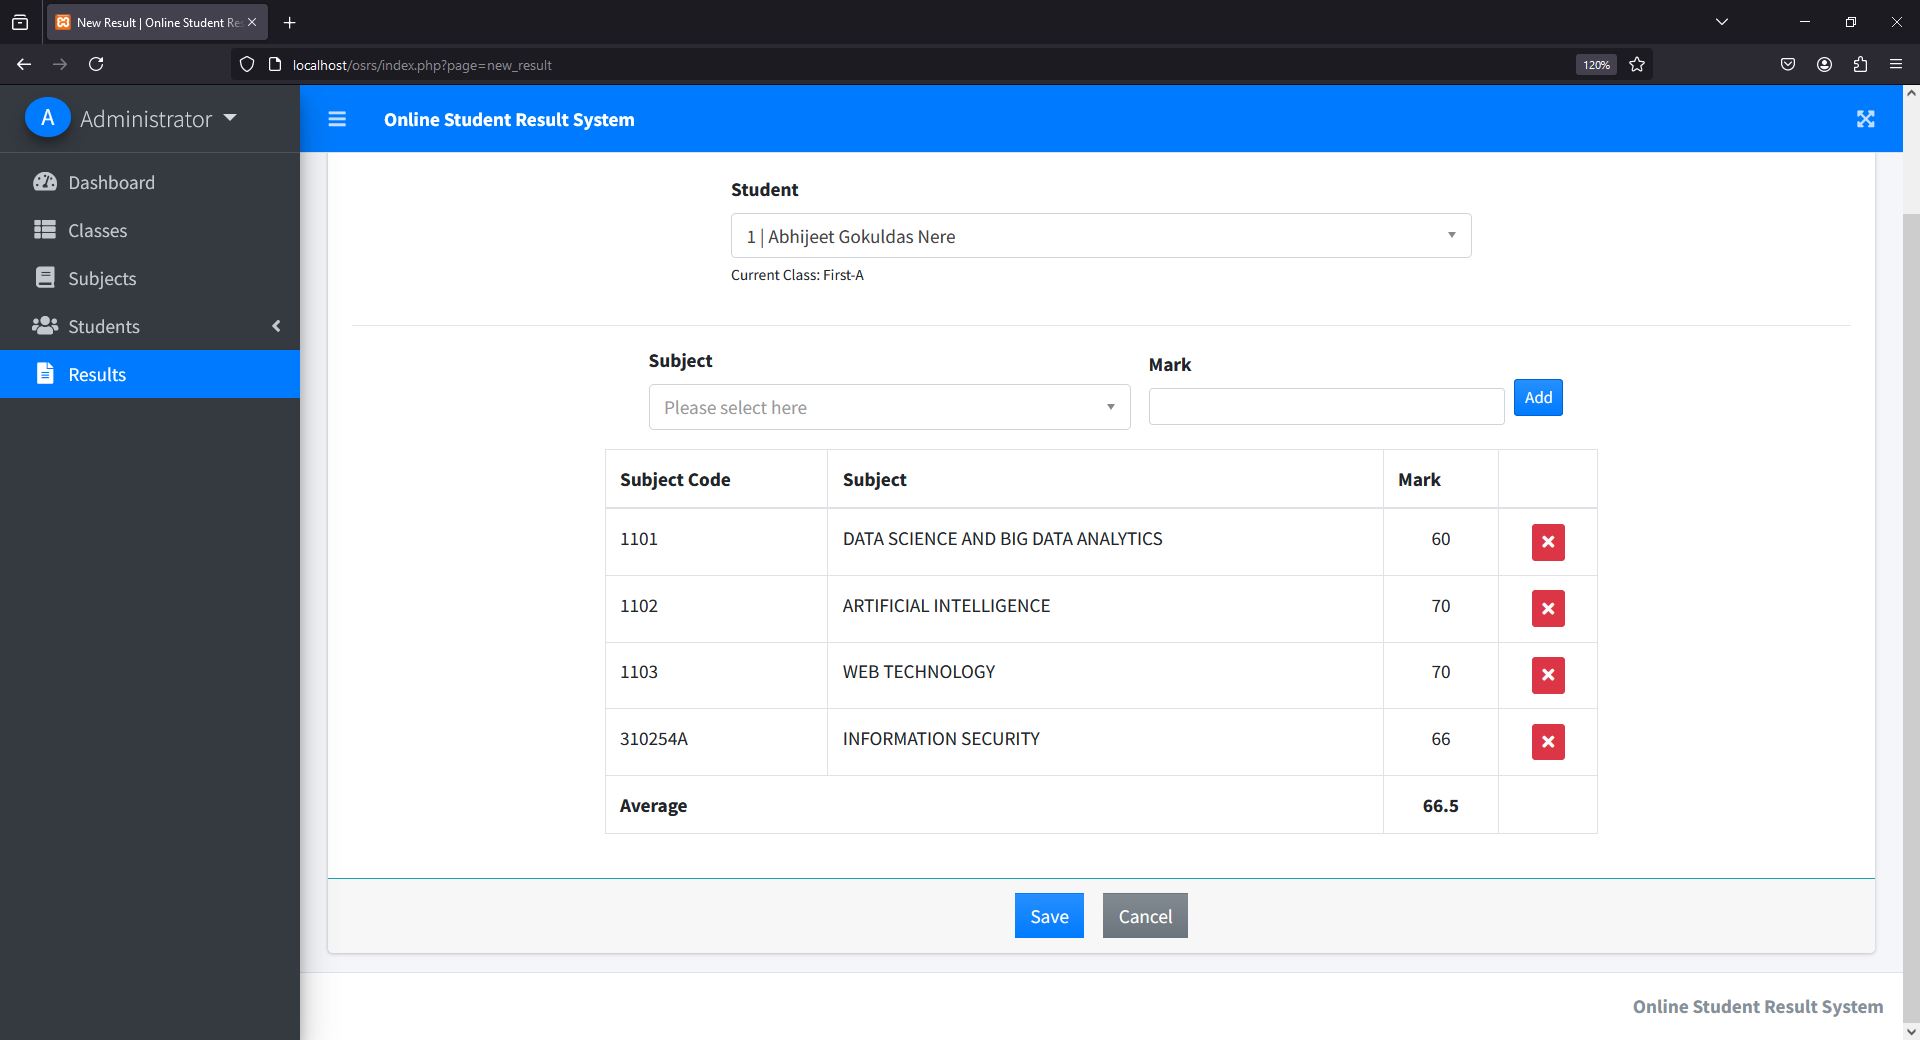 New Result | Online Student Res
localhost/osrs/index.php?page=new_result
120%
A Administrator
Online Student Result System
Dashboard
Classes
Subjects
Students
Results
Student
1 | Abhijeet Gokuldas Nere
Current Class: First-A
Subject
Mark
Please select here
Add
Subject Code Subject Mark
1101 DATA SCIENCE AND BIG DATA ANALYTICS 60
1102 ARTIFICIAL INTELLIGENCE 70
1103 WEB TECHNOLOGY 70
310254A INFORMATION SECURITY 66
Average 66.5
Save Cancel
Online Student Result System